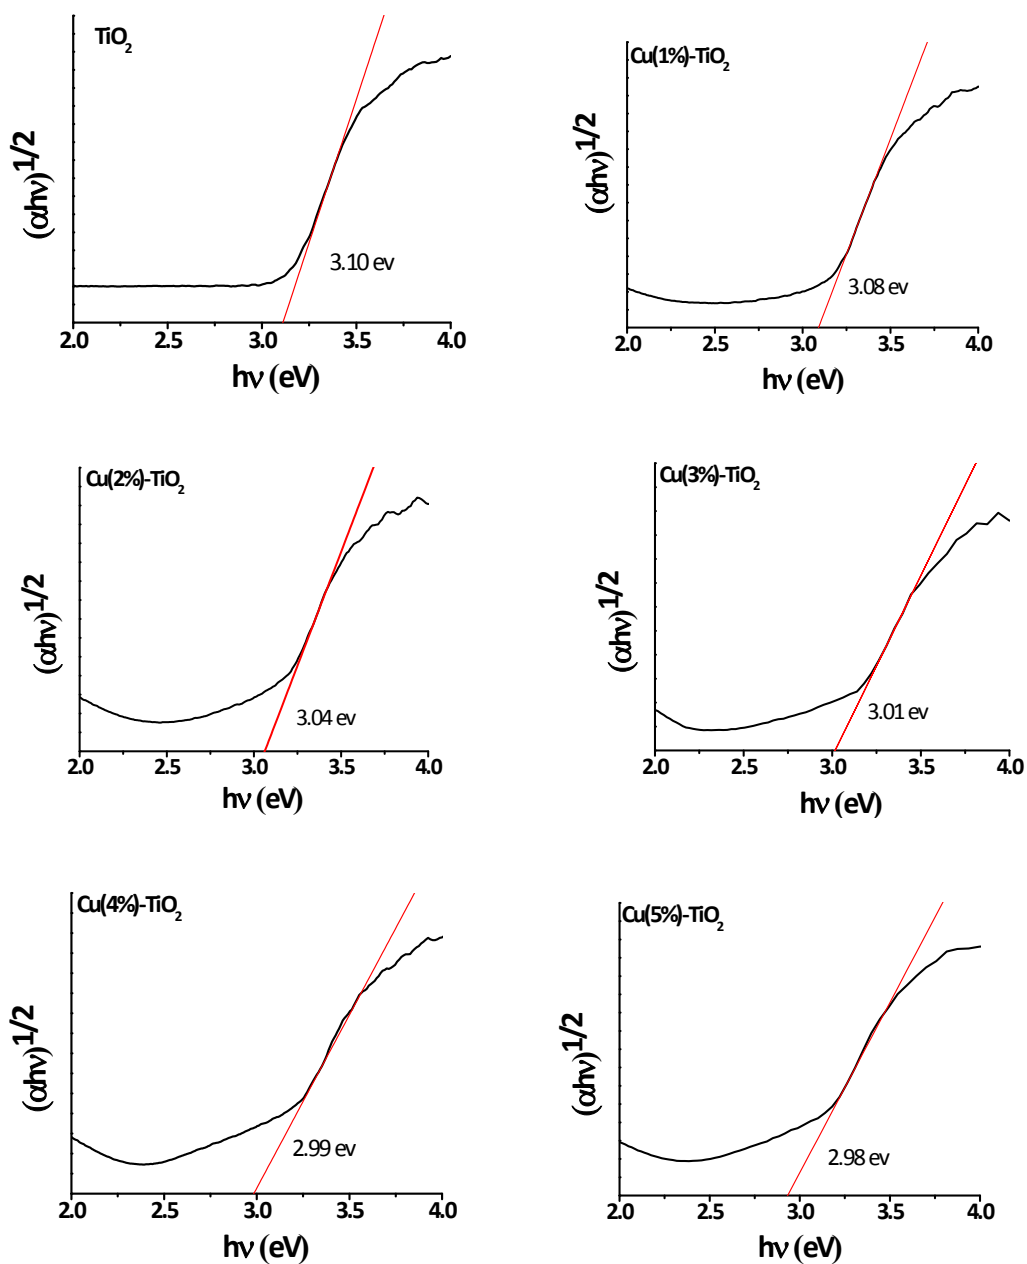 TiO₂
(αhν)1/2
3.10 ev
2.0 2.5 3.0 3.5 4.0
hν (eV)
Cu(1%)-TiO₂
(αhν)1/2
3.08 ev
2.0 2.5 3.0 3.5 4.0
hν (eV)
Cu(2%)-TiO₂
(αhν)1/2
3.04 ev
2.0 2.5 3.0 3.5 4.0
hν (eV)
Cu(3%)-TiO₂
(αhν)1/2
3.01 ev
2.0 2.5 3.0 3.5 4.0
hν (eV)
Cu(4%)-TiO₂
(αhν)1/2
2.99 ev
2.0 2.5 3.0 3.5 4.0
hν (eV)
Cu(5%)-TiO₂
(αhν)1/2
2.98 ev
2.0 2.5 3.0 3.5 4.0
hν (eV)